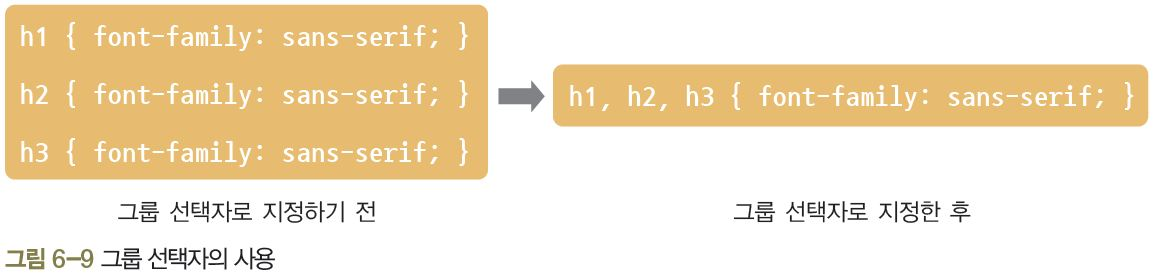 h1 { font-family: sans-serif; }
h2 { font-family: sans-serif; }
h3 { font-family: sans-serif; }
h1, h2, h3 { font-family: sans-serif; }
그룹 선택자로 지정하기 전
그룹 선택자로 지정한 후
그림 6-9 그룹 선택자의 사용